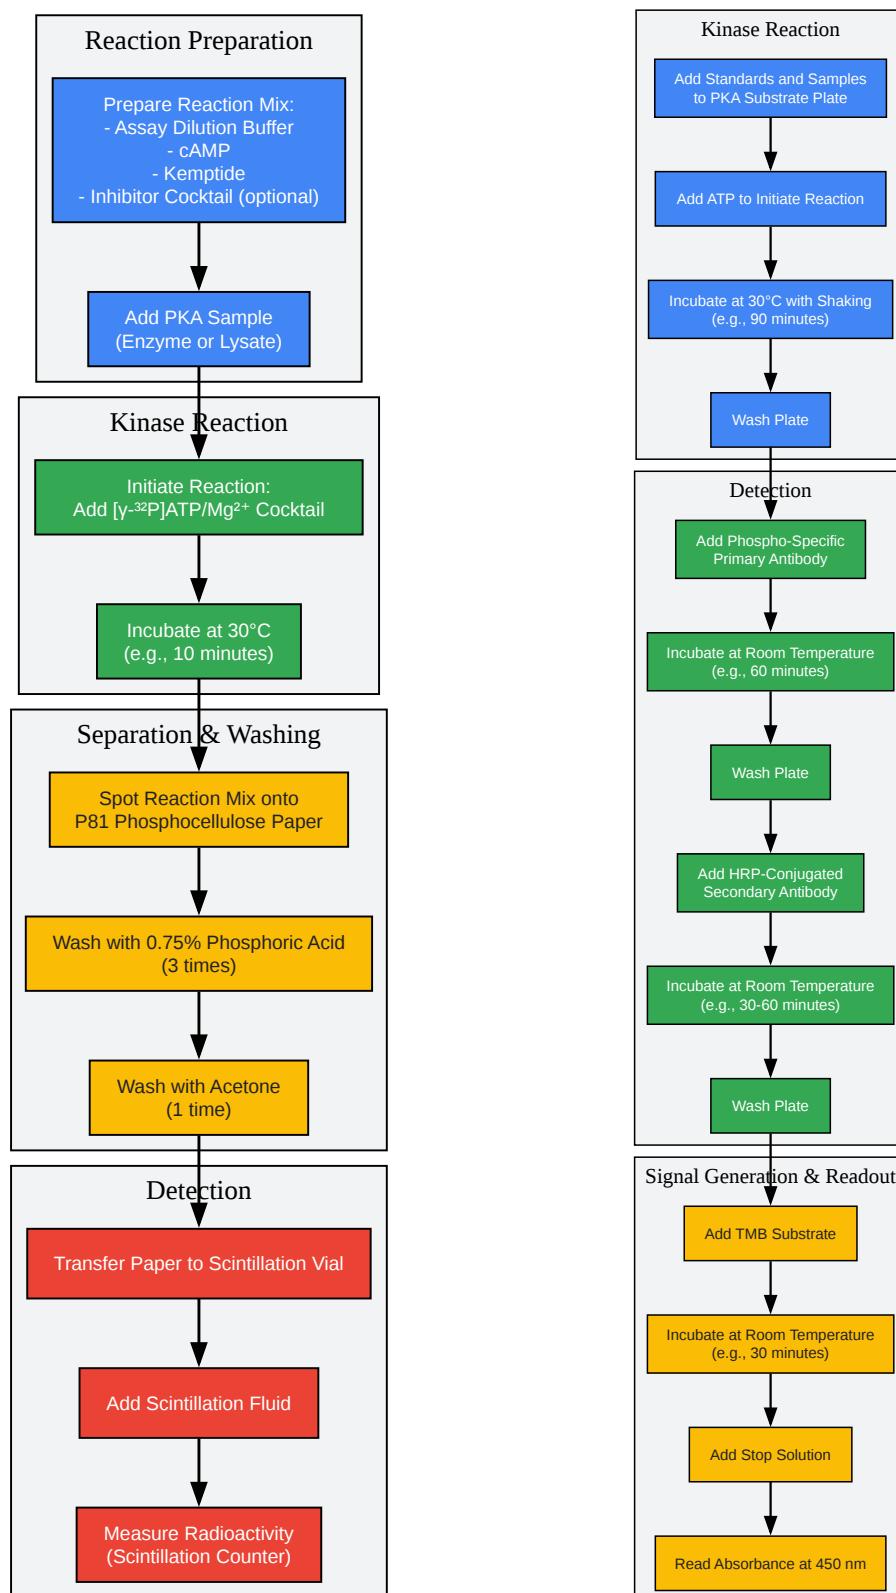 Reaction Preparation
Prepare Reaction Mix:
- Assay Dilution Buffer
- cAMP
- Kemptide
- Inhibitor Cocktail (optional)
Add PKA Sample
(Enzyme or Lysate)
Kinase Reaction
Initiate Reaction:
Add [γ-³²P]ATP/Mg²⁺ Cocktail
Incubate at 30°C
(e.g., 10 minutes)
Separation & Washing
Spot Reaction Mix onto
P81 Phosphocellulose Paper
Wash with 0.75% Phosphoric Acid
(3 times)
Wash with Acetone
(1 time)
Detection
Transfer Paper to Scintillation Vial
Add Scintillation Fluid
Measure Radioactivity
(Scintillation Counter)
Kinase Reaction
Add Standards and Samples
to PKA Substrate Plate
Add ATP to Initiate Reaction
Incubate at 30°C with Shaking
(e.g., 90 minutes)
Wash Plate
Detection
Add Phospho-Specific
Primary Antibody
Incubate at Room Temperature
(e.g., 60 minutes)
Wash Plate
Add HRP-Conjugated
Secondary Antibody
Incubate at Room Temperature
(e.g., 30-60 minutes)
Wash Plate
Signal Generation & Readout
Add TMB Substrate
Incubate at Room Temperature
(e.g., 30 minutes)
Add Stop Solution
Read Absorbance at 450 nm